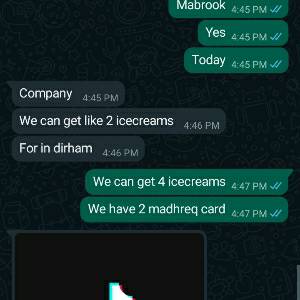 Mabrook 4:45 PM
Yes 4:45 PM
Today 4:45 PM
Company 4:45 PM
We can get like 2 icecreams 4:46 PM
For in dirham 4:46 PM
We can get 4 icecreams 4:47 PM
We have 2 madhreq card 4:47 PM